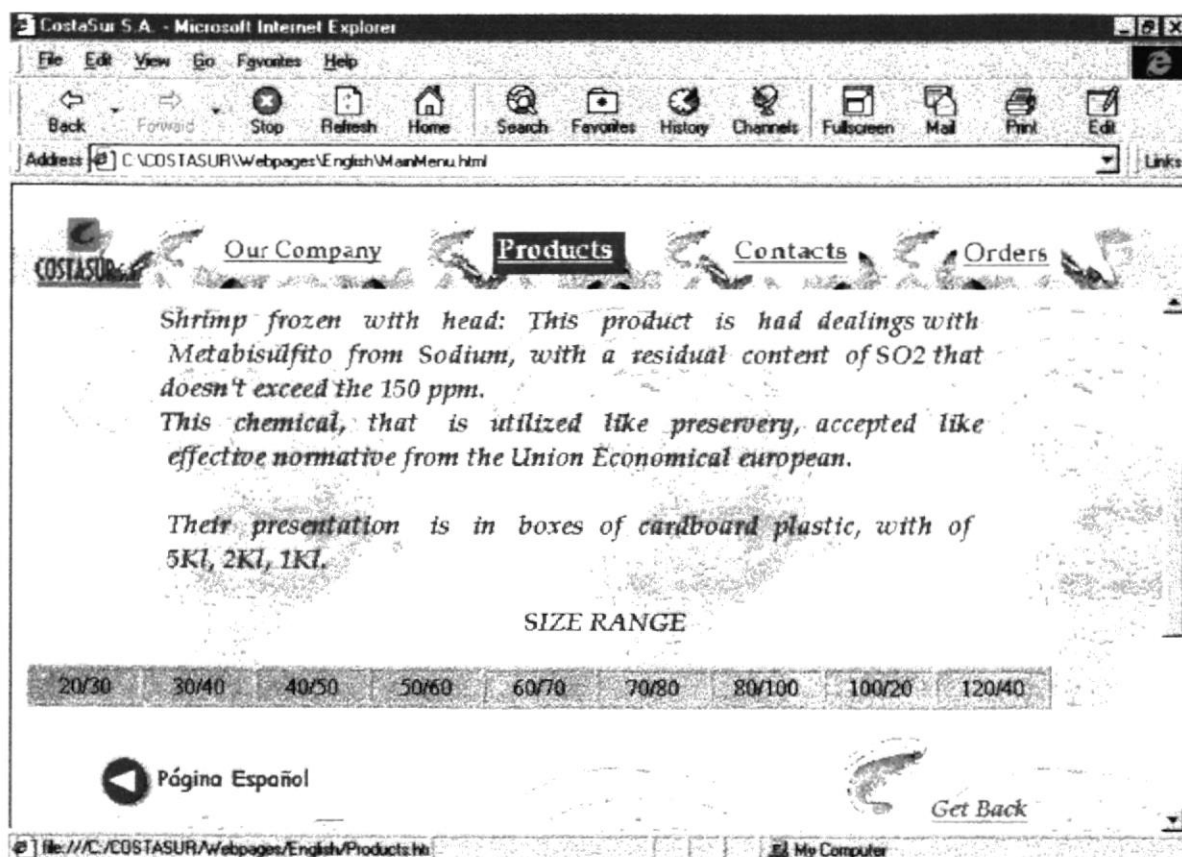 CostaSur S.A. - Microsoft Internet Explorer
File Edit View Go Favorites Help
Back Forward Stop Refresh Home Search Favorites History Channels Fullscreen Mail Print Edit
Address C:\COSTASUR\Webpages\English\MainMenu.html Links
COSTASUR S.A. Our Company Products Contacts Orders
Shrimp frozen with head: This product is had dealings with
Metabisulfito from Sodium, with a residual content of SO2 that
doesn't exceed the 150 ppm.
This chemical, that is utilized like preservery, accepted like
effective normative from the Union Economical european.
Their presentation is in boxes of cardboard plastic, with of
5Kl, 2Kl, 1Kl.
SIZE RANGE
20/30 30/40 40/50 50/60 60/70 70/80 80/100 100/20 120/40
Página Español
Get Back
file:///C:/COSTASUR/Webpages/English/Products.ht My Computer